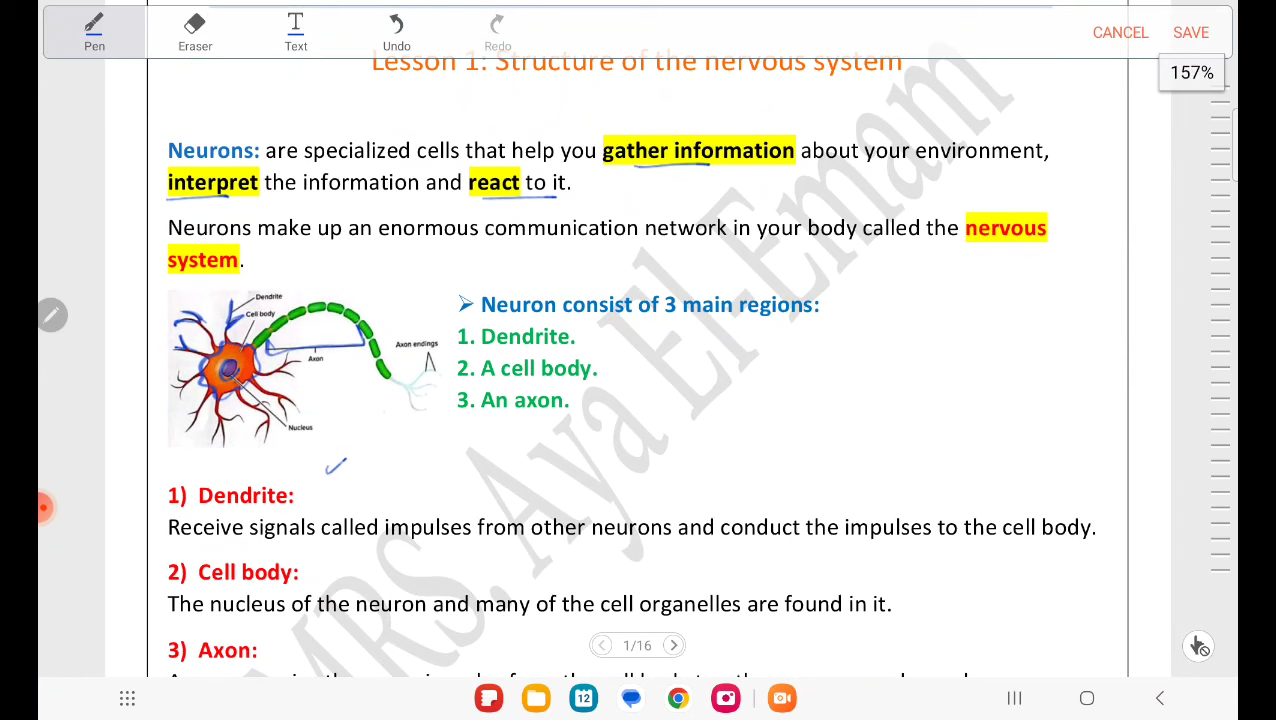 Pen
Eraser
Text
Undo
Redo
CANCEL
SAVE
157%
Lesson 1: Structure of the nervous system
Neurons: are specialized cells that help you gather information about your environment,
interpret the information and react to it.
Neurons make up an enormous communication network in your body called the nervous
system.
Dendrite
Cell body
Axon
Axon endings
Nucleus
➢ Neuron consist of 3 main regions:
1. Dendrite.
2. A cell body.
3. An axon.
1) Dendrite:
Receive signals called impulses from other neurons and conduct the impulses to the cell body.
2) Cell body:
The nucleus of the neuron and many of the cell organelles are found in it.
3) Axon:
1/16
MRS. Aya El-Emam
12